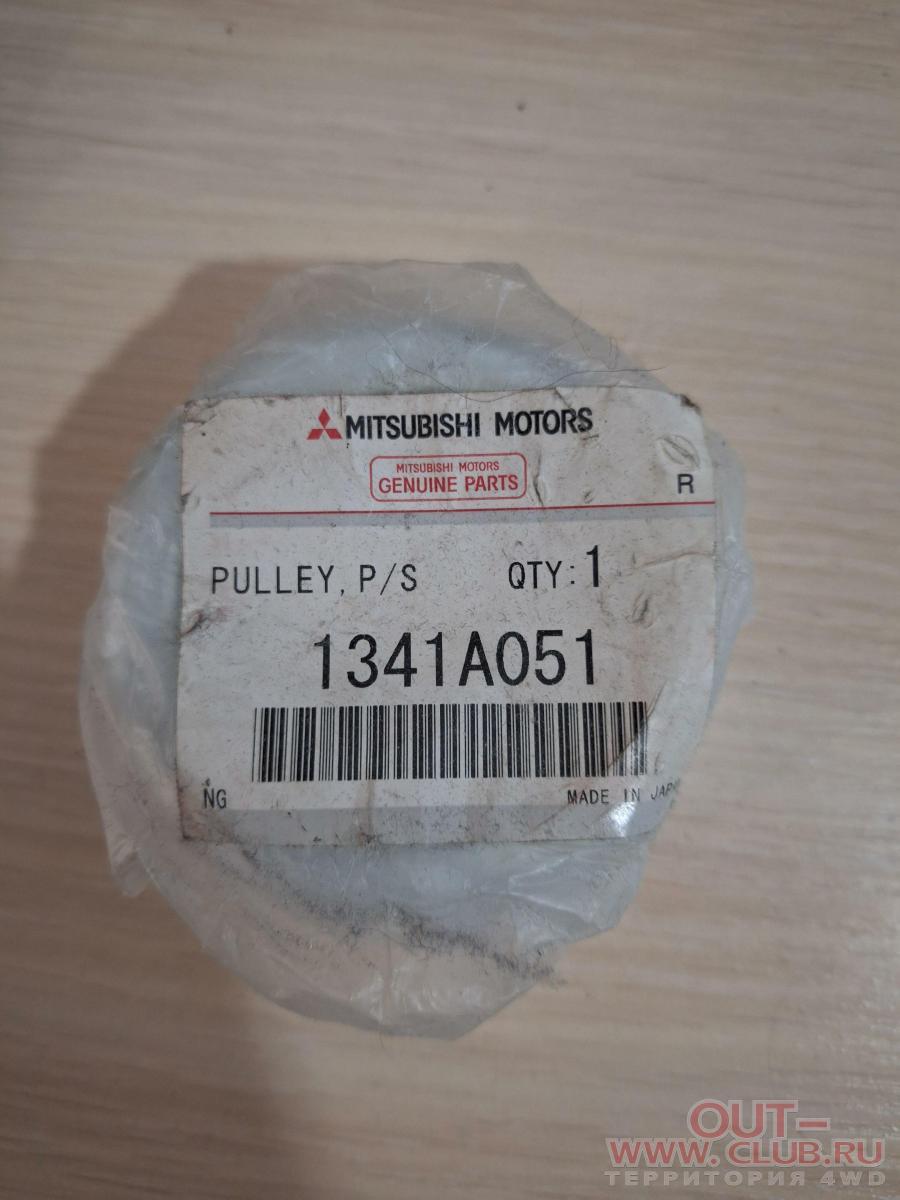 MITSUBISHI MOTORS
MITSUBISHI MOTORS
GENUINE PARTS
R
PULLEY, P/S QTY: 1
1341A051
NG MADE IN JAPAN
OUT-
WWW.CLUB.RU
ТЕРРИТОРИЯ 4WD